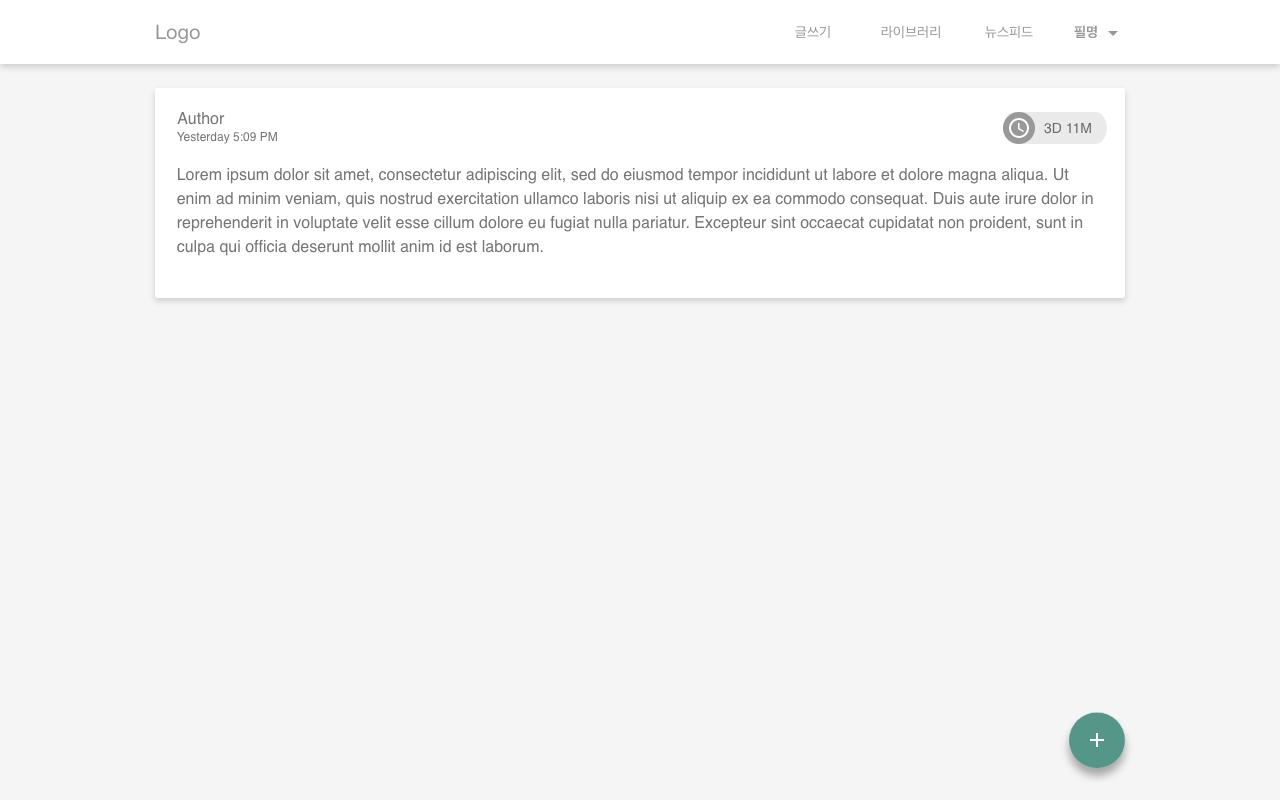 Logo 글쓰기 라이브러리 뉴스피드 필명
Author
Yesterday 5:09 PM
3D 11M
Lorem ipsum dolor sit amet, consectetur adipiscing elit, sed do eiusmod tempor incididunt ut labore et dolore magna aliqua. Ut
enim ad minim veniam, quis nostrud exercitation ullamco laboris nisi ut aliquip ex ea commodo consequat. Duis aute irure dolor in
reprehenderit in voluptate velit esse cillum dolore eu fugiat nulla pariatur. Excepteur sint occaecat cupidatat non proident, sunt in
culpa qui officia deserunt mollit anim id est laborum.